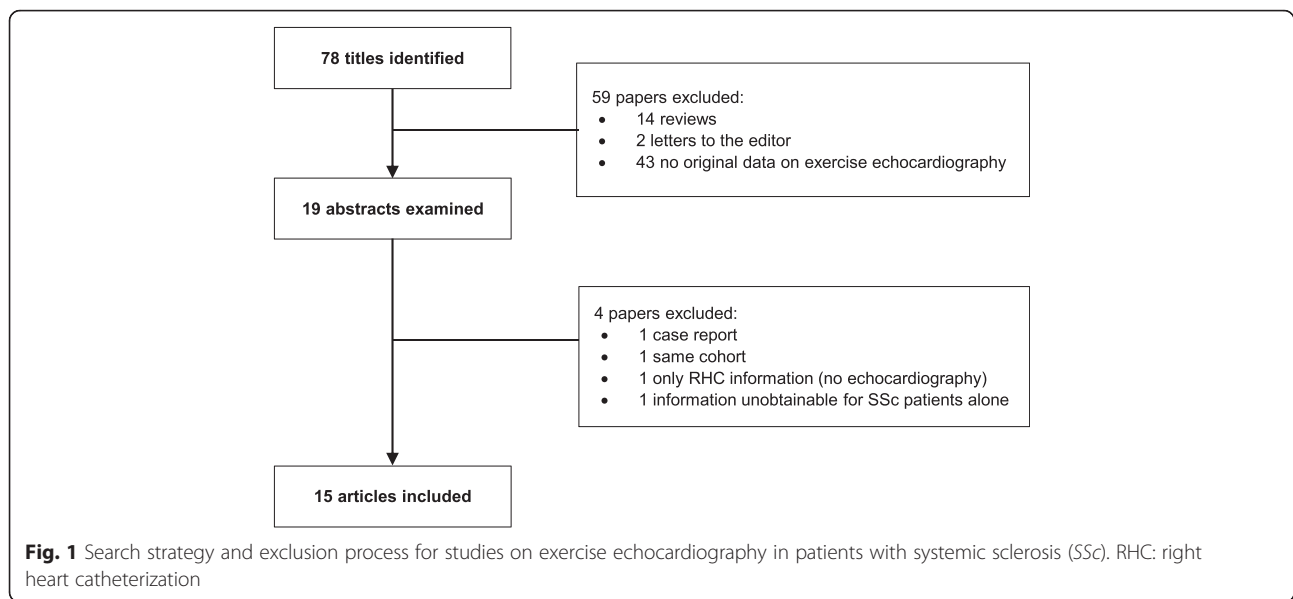 78 titles identified
59 papers excluded:
• 14 reviews
• 2 letters to the editor
• 43 no original data on exercise echocardiography
19 abstracts examined
4 papers excluded:
• 1 case report
• 1 same cohort
• 1 only RHC information (no echocardiography)
• 1 information unobtainable for SSc patients alone
15 articles included
Fig. 1 Search strategy and exclusion process for studies on exercise echocardiography in patients with systemic sclerosis (SSc). RHC: right
heart catheterization